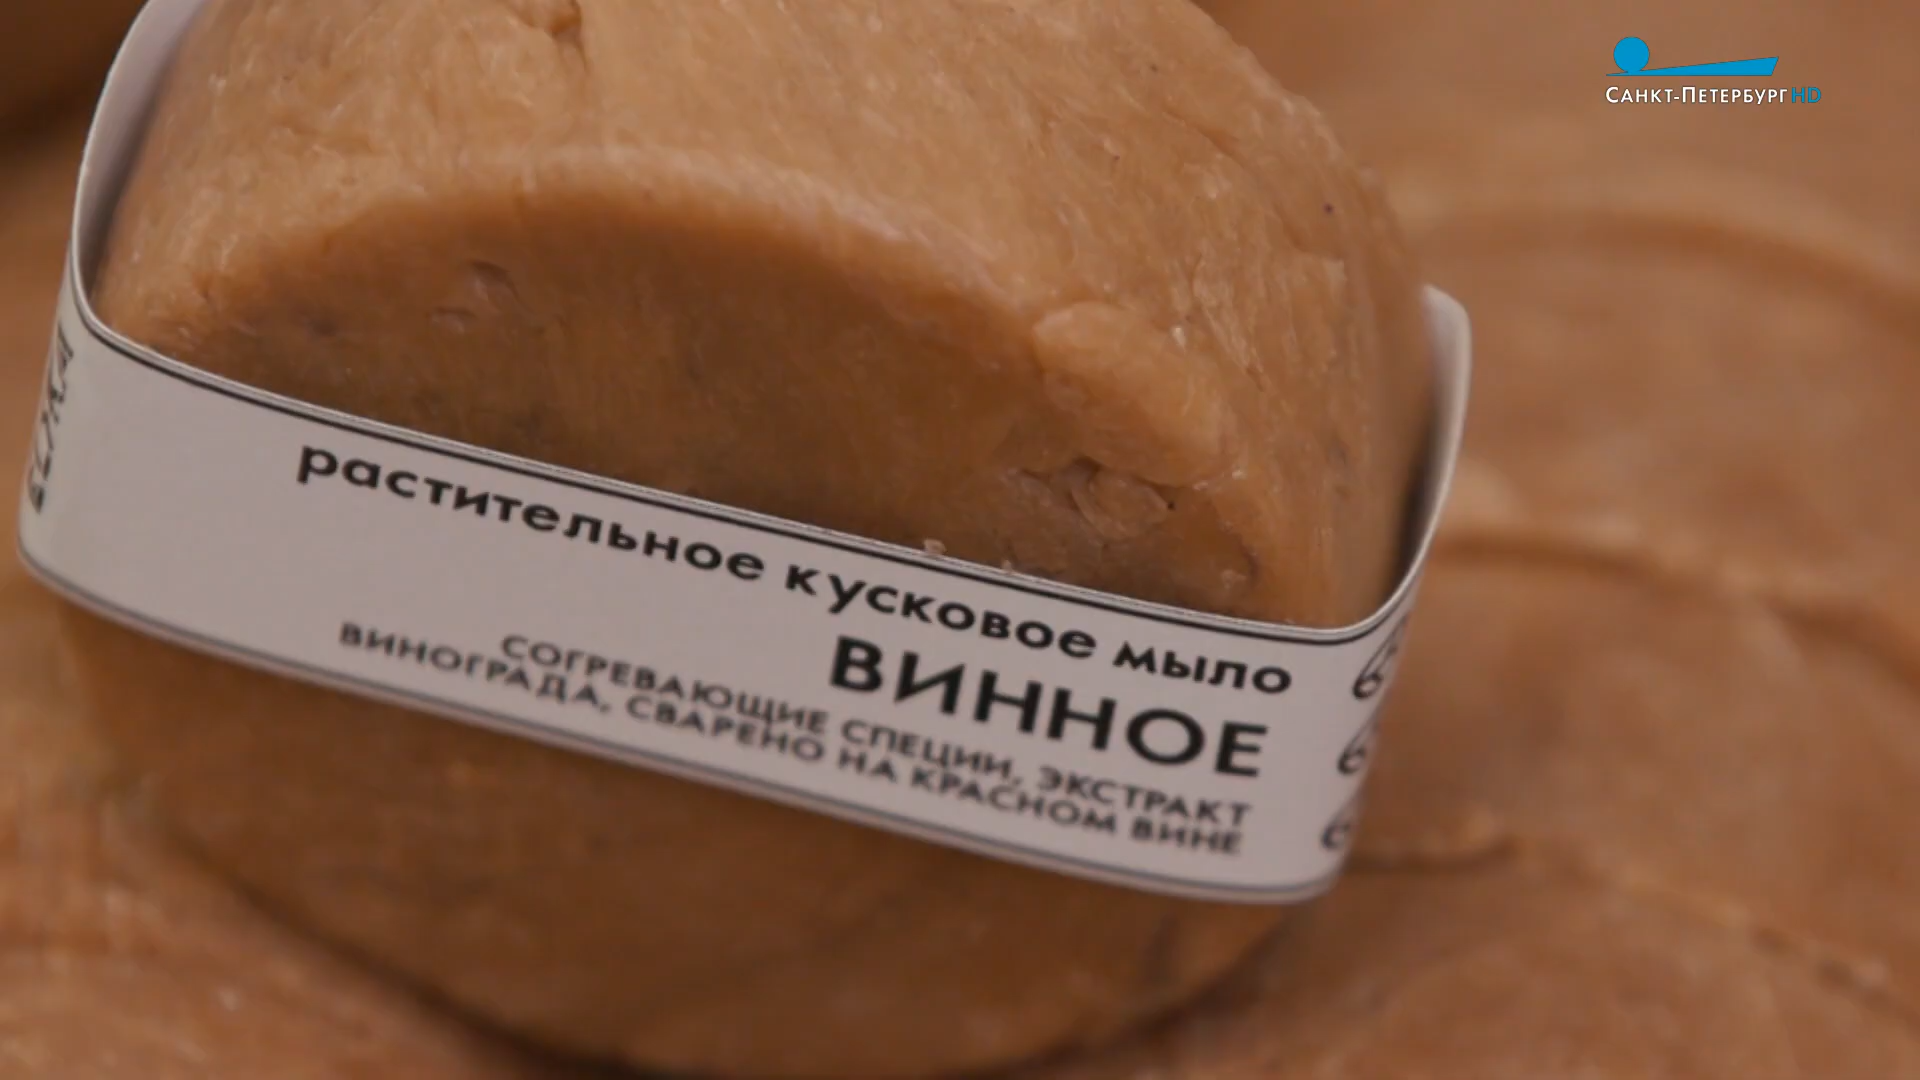 САНКТ-ПЕТЕРБУРГ HD
растительное кусковое мыло
ВИННОЕ
СОГРЕВАЮЩИЕ СПЕЦИИ, ЭКСТРАКТ
ВИНОГРАДА, СВАРЕНО НА КРАСНОМ ВИНЕ